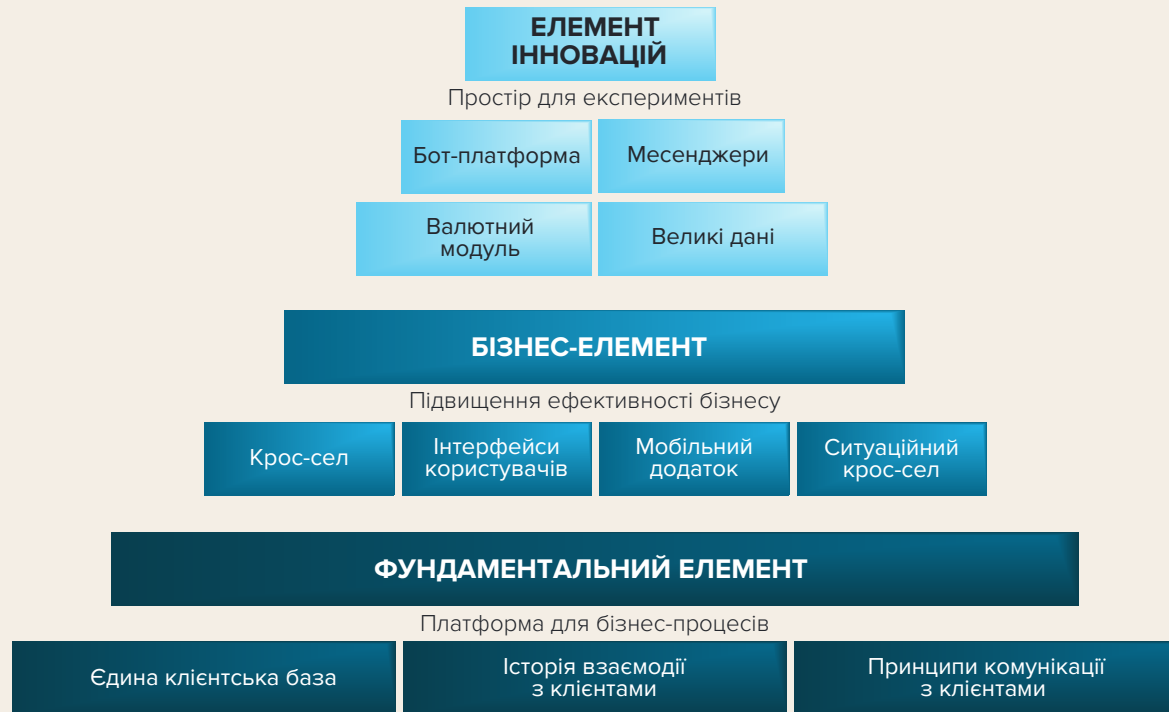 ЕЛЕМЕНТ
ІННОВАЦІЙ
Простір для експериментів
Бот-платформа
Месенджери
Валютний
модуль
Великі дані
БІЗНЕС-ЕЛЕМЕНТ
Підвищення ефективності бізнесу
Крос-сел
Інтерфейси
користувачів
Мобільний
додаток
Ситуаційний
крос-сел
ФУНДАМЕНТАЛЬНИЙ ЕЛЕМЕНТ
Платформа для бізнес-процесів
Єдина клієнтська база
Історія взаємодії
з клієнтами
Принципи комунікації
з клієнтами